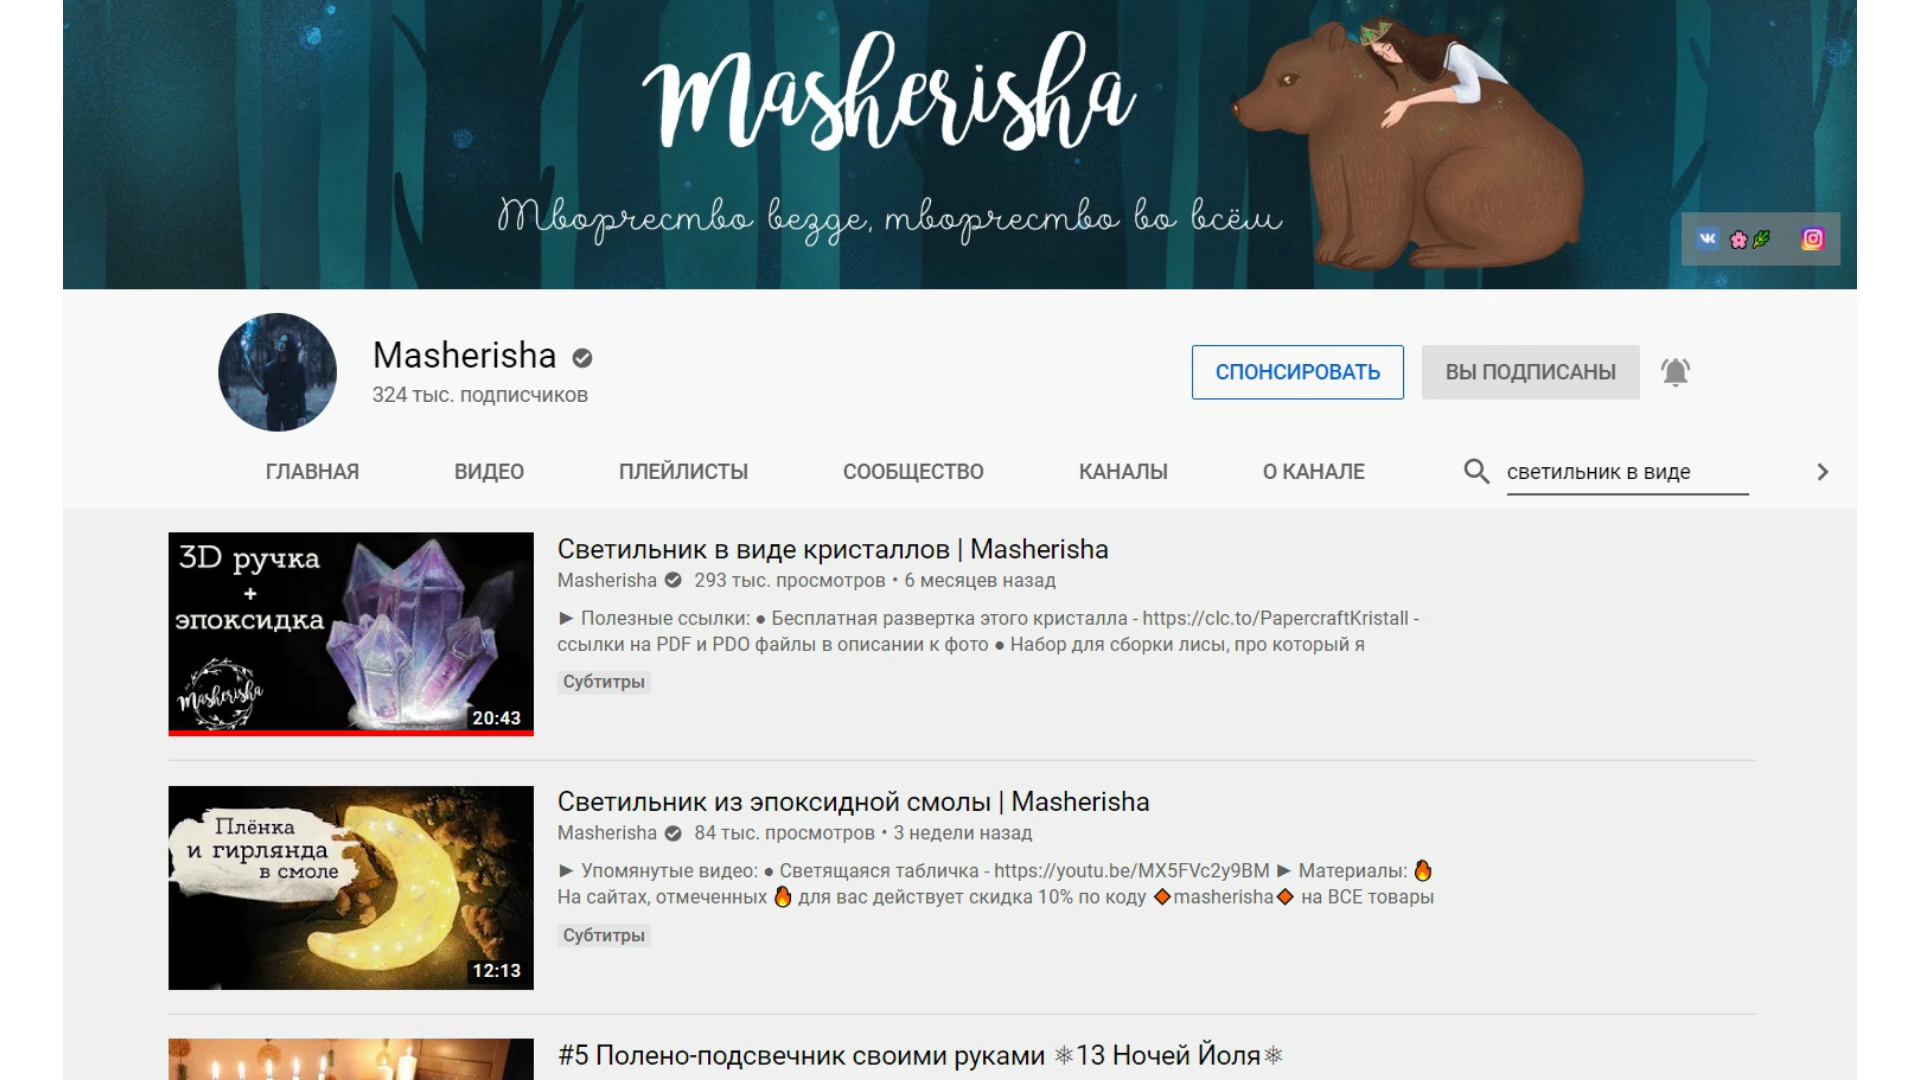 Masherisha
Творчество везде, творчество во всём
Masherisha
324 тыс. подписчиков
СПОНСИРОВАТЬ
ВЫ ПОДПИСАНЫ
ГЛАВНАЯ
ВИДЕО
ПЛЕЙЛИСТЫ
СООБЩЕСТВО
КАНАЛЫ
О КАНАЛЕ
светильник в виде
3D ручка
+
эпоксидка
Masherisha
20:43
Светильник в виде кристаллов | Masherisha
Masherisha 293 тыс. просмотров • 6 месяцев назад
► Полезные ссылки: ● Бесплатная развертка этого кристалла - https://clc.to/PapercraftKristall -
ссылки на PDF и PDO файлы в описании к фото ● Набор для сборки лисы, про который я
Субтитры
Плёнка
и гирлянда
в смоле
12:13
Светильник из эпоксидной смолы | Masherisha
Masherisha 84 тыс. просмотров • 3 недели назад
► Упомянутые видео: ● Светящаяся табличка - https://youtu.be/MX5FVc2y9BM ► Материалы: 🔥
На сайтах, отмеченных 🔥 для вас действует скидка 10% по коду 🔶masherisha🔶 на ВСЕ товары
Субтитры
#5 Полено-подсвечник своими руками ❄13 Ночей Йоля❄